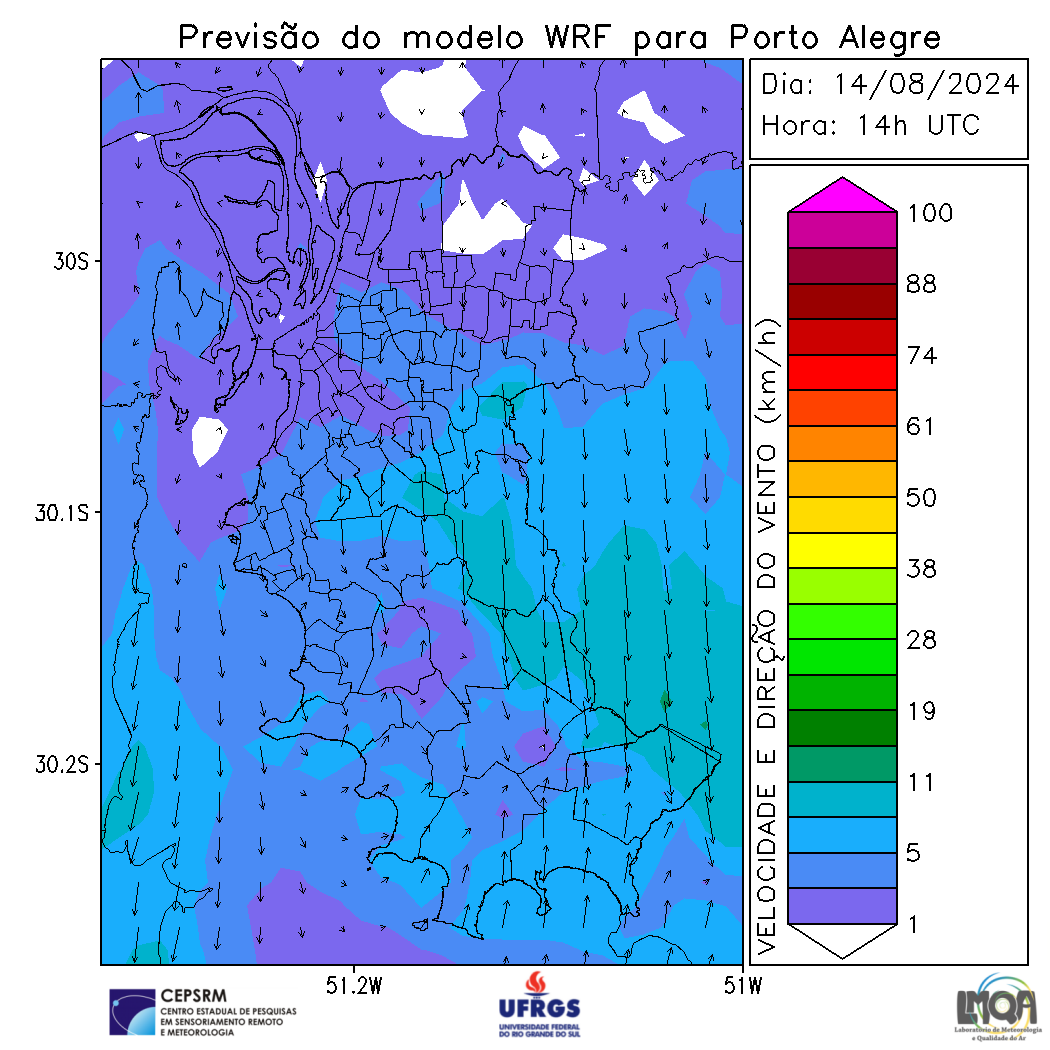 Previsão do modelo WRF para Porto Alegre
Dia: 14/08/2024
Hora: 14h UTC
30S
30.1S
30.2S
51.2W
51W
VELOCIDADE E DIREÇÃO DO VENTO (km/h)
100
88
74
61
50
38
28
19
11
5
1
CEPSRM
CENTRO ESTADUAL DE PESQUISAS
EM SENSORIAMENTO REMOTO
E METEOROLOGIA
UFRGS
UNIVERSIDADE FEDERAL
DO RIO GRANDE DO SUL
LMQA
Laboratório de Meteorologia
e Qualidade do Ar